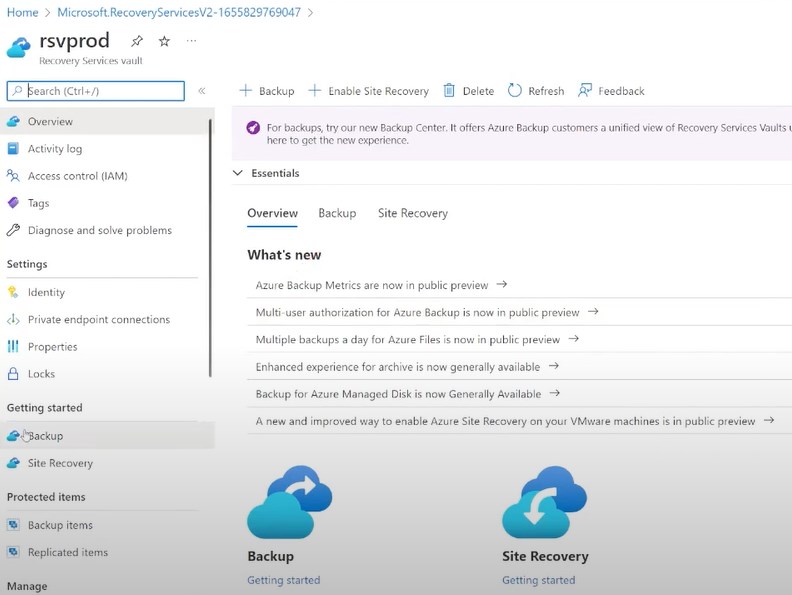 Home > Microsoft.RecoveryServicesV2-1655829769047 >
rsvprod
Recovery Services vault
Search (Ctrl+/)
Overview
Activity log
Access control (IAM)
Tags
Diagnose and solve problems
Settings
Identity
Private endpoint connections
Properties
Locks
Getting started
Backup
Site Recovery
Protected items
Backup items
Replicated items
Manage
Backup
Enable Site Recovery
Delete
Refresh
Feedback
For backups, try our new Backup Center. It offers Azure Backup customers a unified view of Recovery Services Vaults
here to get the new experience.
Essentials
Overview
Backup
Site Recovery
What's new
Azure Backup Metrics are now in public preview →
Multi-user authorization for Azure Backup is now in public preview →
Multiple backups a day for Azure Files is now in public preview →
Enhanced experience for archive is now generally available →
Backup for Azure Managed Disk is now Generally Available →
A new and improved way to enable Azure Site Recovery on your VMware machines is in public preview →
Backup
Getting started
Site Recovery
Getting started